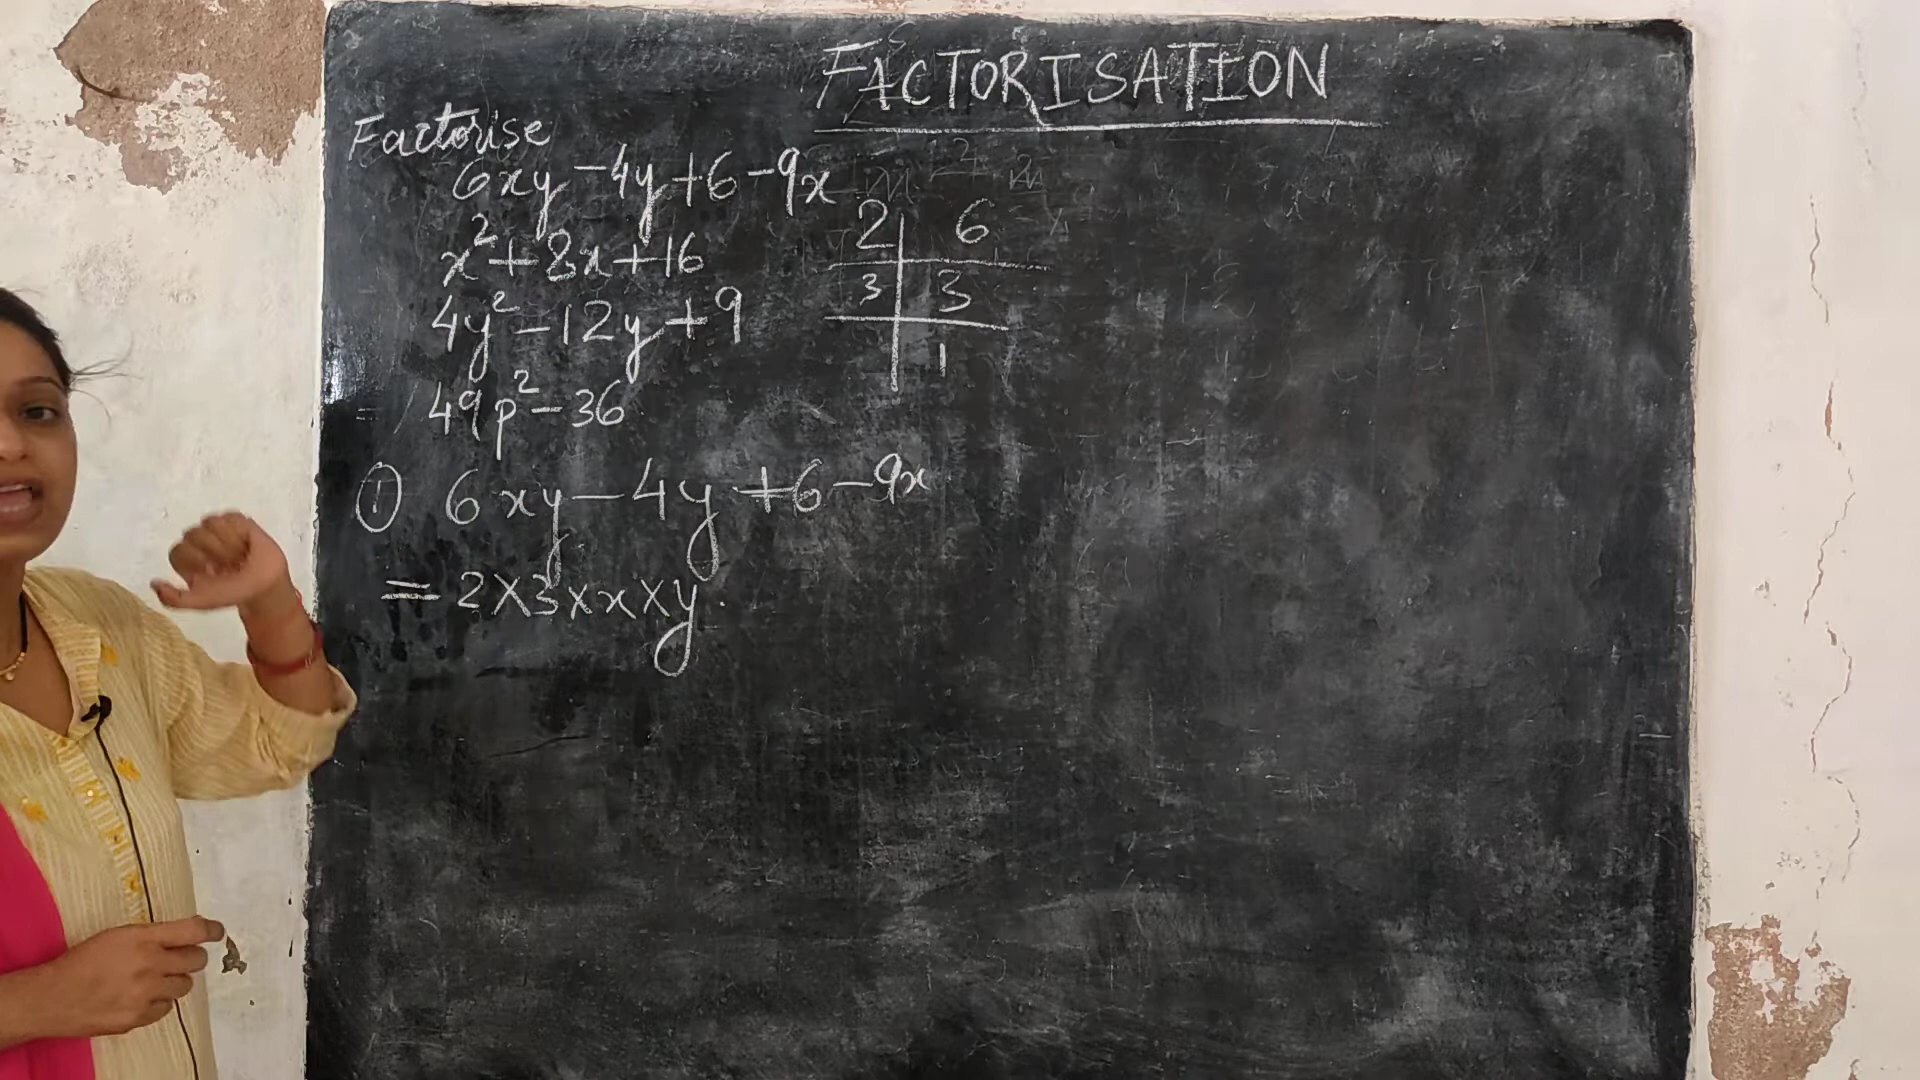 FACTORISATION
Factorise
6xy - 4y + 6 - 9x
x² + 8x + 16
4y² - 12y + 9
49p² - 36
2 | 6
3 | 3
| 1
① 6xy - 4y + 6 - 9x
= 2 × 3 × x × y